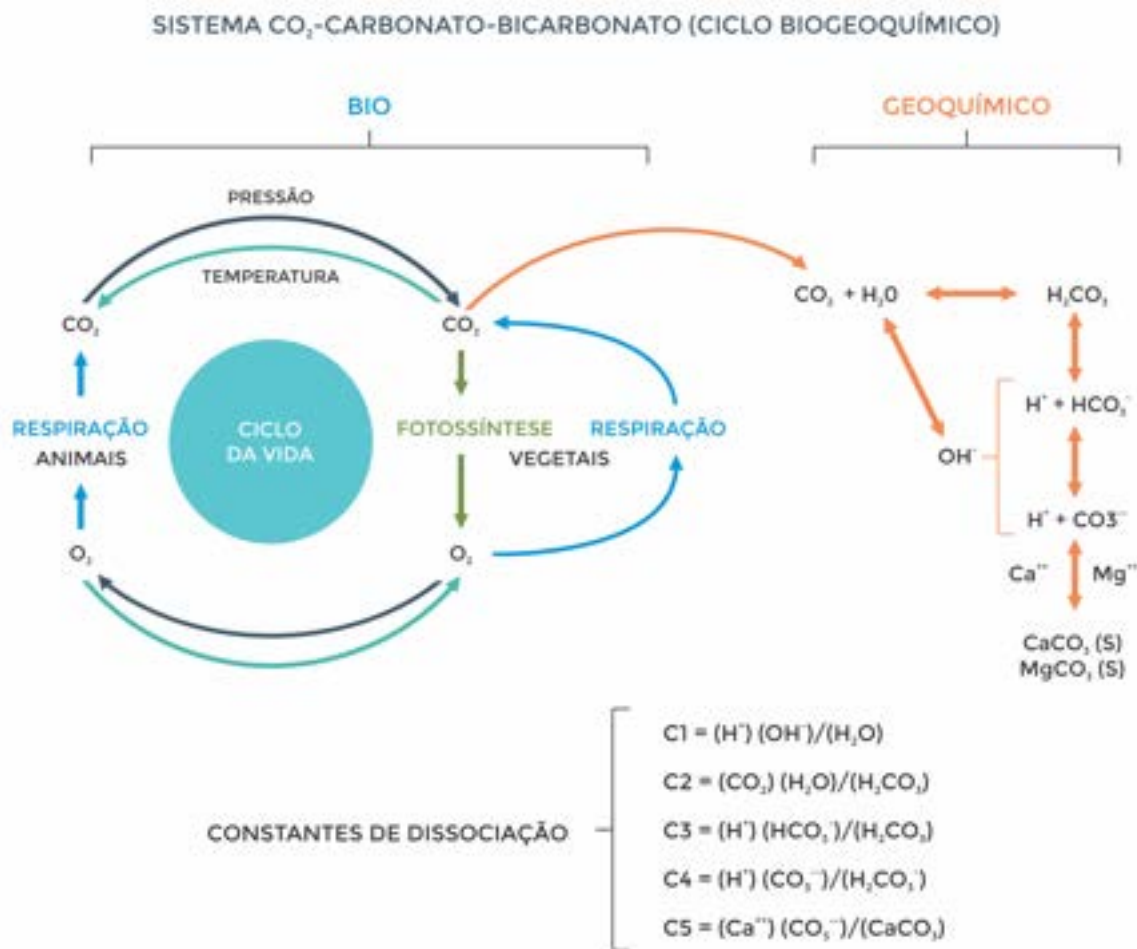 SISTEMA CO₂-CARBONATO-BICARBONATO (CICLO BIOGEOQUÍMICO)
BIO
GEOQUÍMICO
PRESSÃO
TEMPERATURA
CO₂
CO₂
CO₂ + H₂0
H₂CO₃
RESPIRAÇÃO
ANIMAIS
CICLO
DA VIDA
FOTOSSÍNTESE
RESPIRAÇÃO
VEGETAIS
H⁺ + HCO₃⁻
OH⁻
H⁺ + CO3⁻⁻
O₂
O₂
Ca⁺⁺
Mg⁺⁺
CaCO₃ (S)
MgCO₃ (S)
CONSTANTES DE DISSOCIAÇÃO
C1 = (H⁺) (OH⁻)/(H₂O)
C2 = (CO₂) (H₂O)/(H₂CO₃)
C3 = (H⁺) (HCO₃⁻)/(H₂CO₃)
C4 = (H⁺) (CO₃⁻⁻)/(H₂CO₃⁻)
C5 = (Ca⁺⁺) (CO₃⁻⁻)/(CaCO₃)